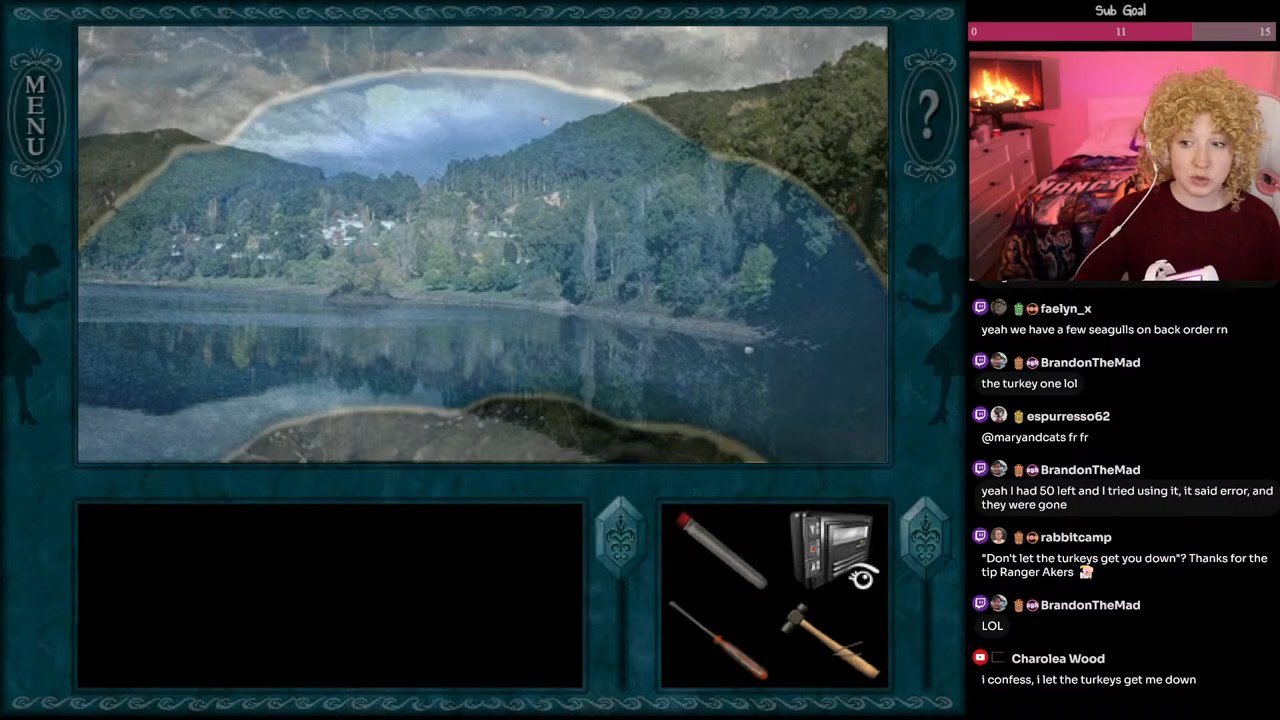 MENU
?
Sub Goal
0 11 15
NANCY
faelyn_x
yeah we have a few seagulls on back order rn
BrandonTheMad
the turkey one lol
espurresso62
@maryandcats fr fr
BrandonTheMad
yeah I had 50 left and I tried using it, it said error, and
they were gone
rabbitcamp
"Don't let the turkeys get you down"? Thanks for the
tip Ranger Akers
BrandonTheMad
LOL
Charolea Wood
i confess, i let the turkeys get me down